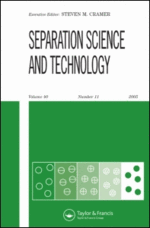 Executive Editor: STEVEN M. CRAMER
SEPARATION SCIENCE
AND TECHNOLOGY
Volume 40
Number 11
2005
Taylor & Francis